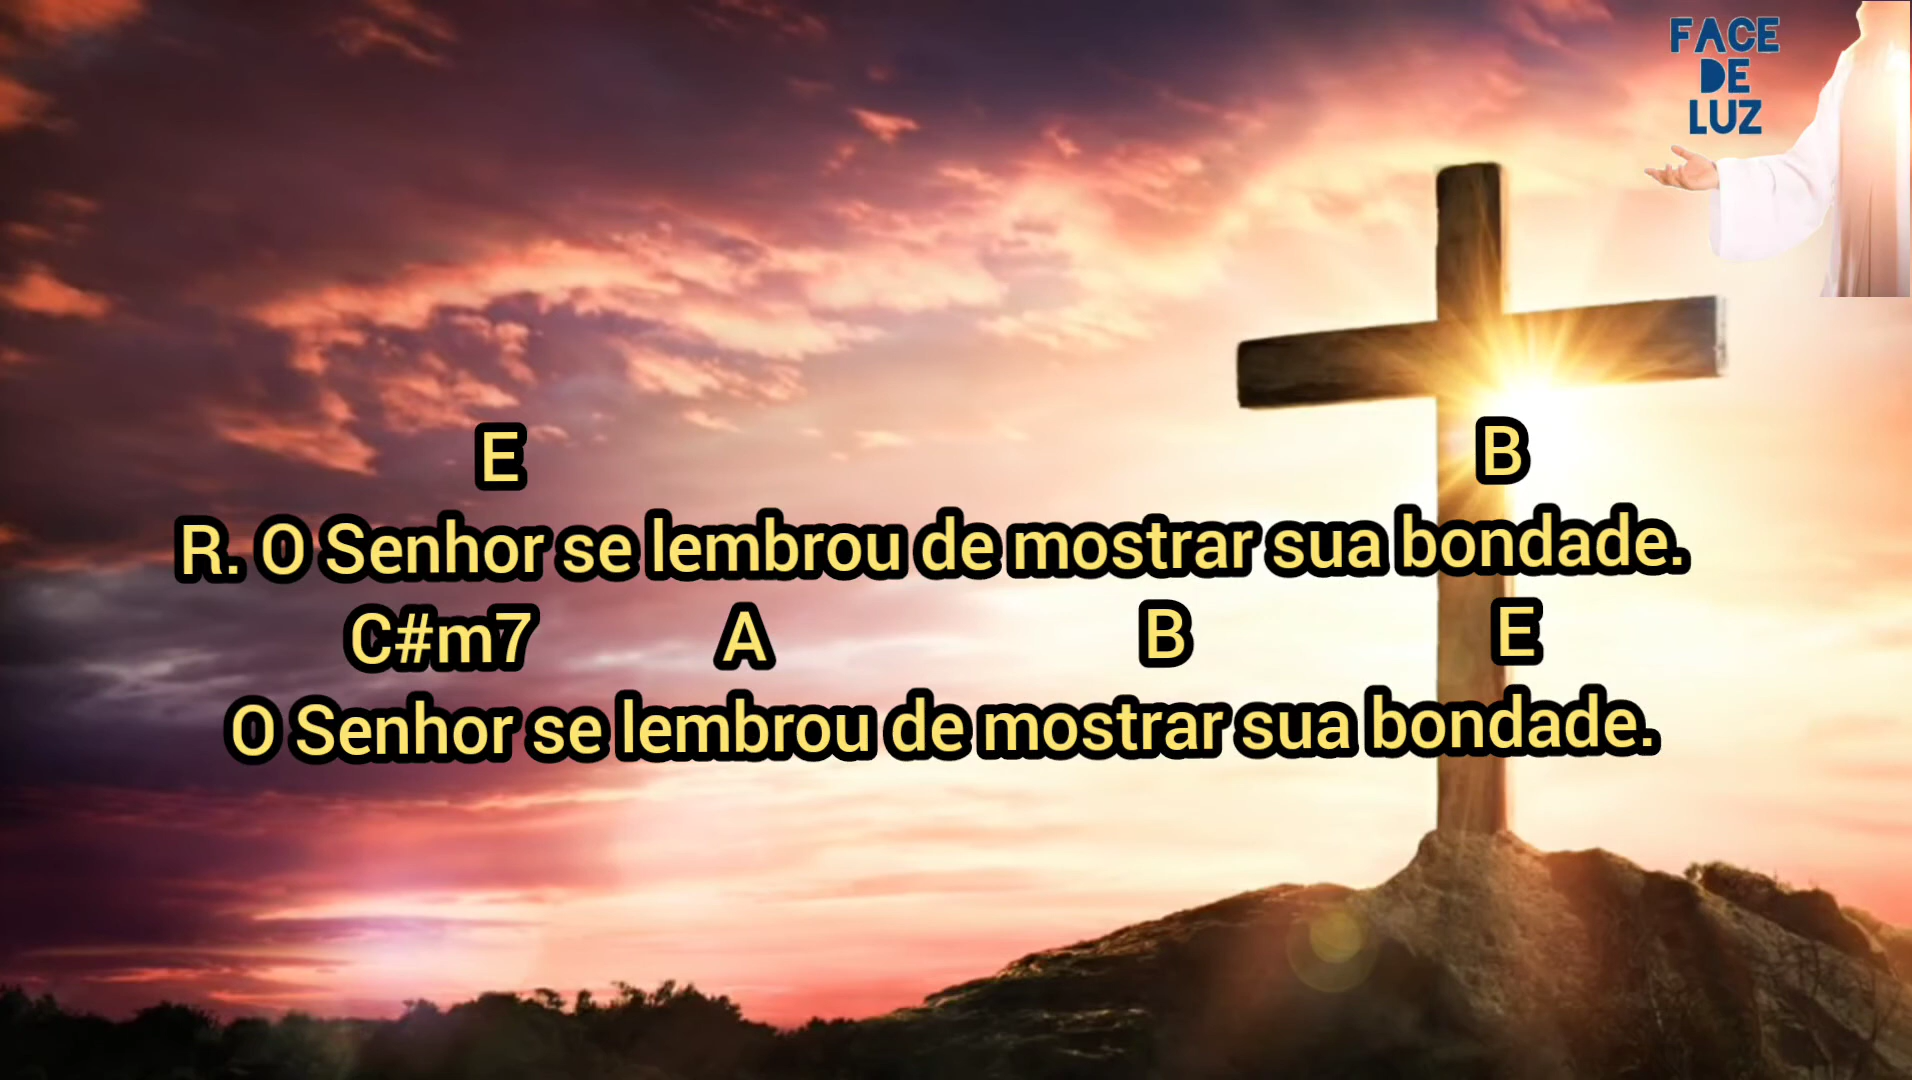 FACE
DE
LUZ
E B
R. O Senhor se lembrou de mostrar sua bondade.
C#m7 A B E
O Senhor se lembrou de mostrar sua bondade.